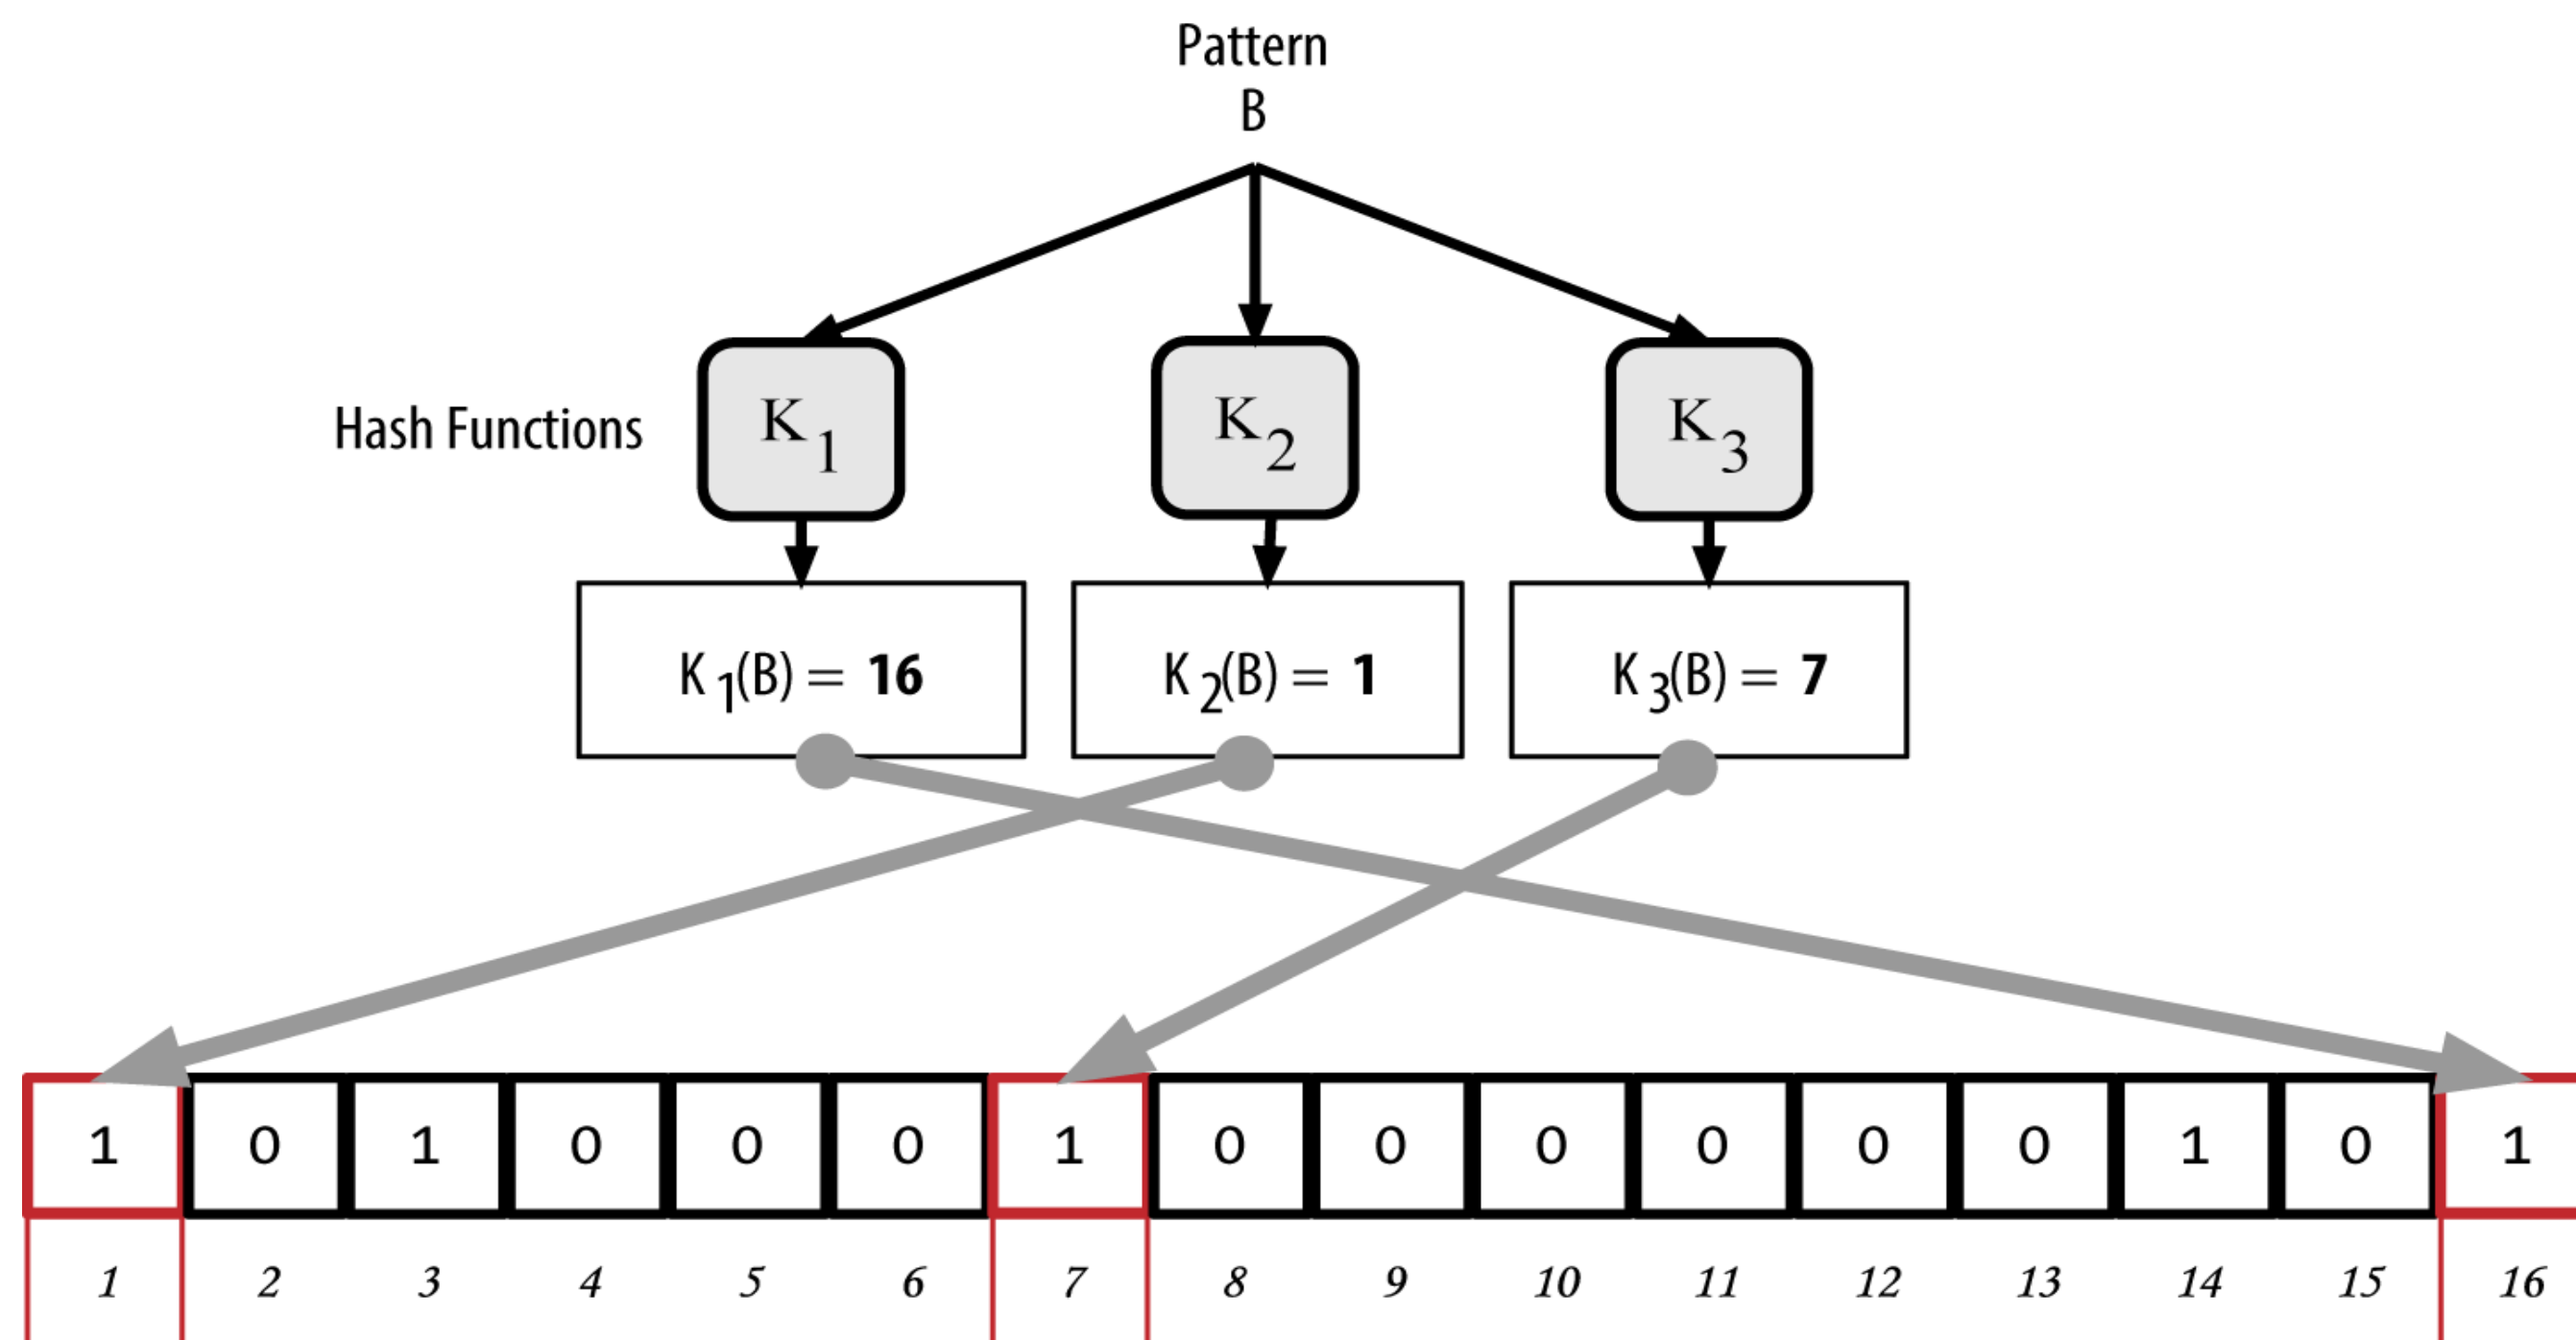 Pattern
B
Hash Functions
K1
K2
K3
K1(B) = 16
K2(B) = 1
K3(B) = 7
1 0 1 0 0 0 1 0 0 0 0 0 0 1 0 1
1 2 3 4 5 6 7 8 9 10 11 12 13 14 15 16